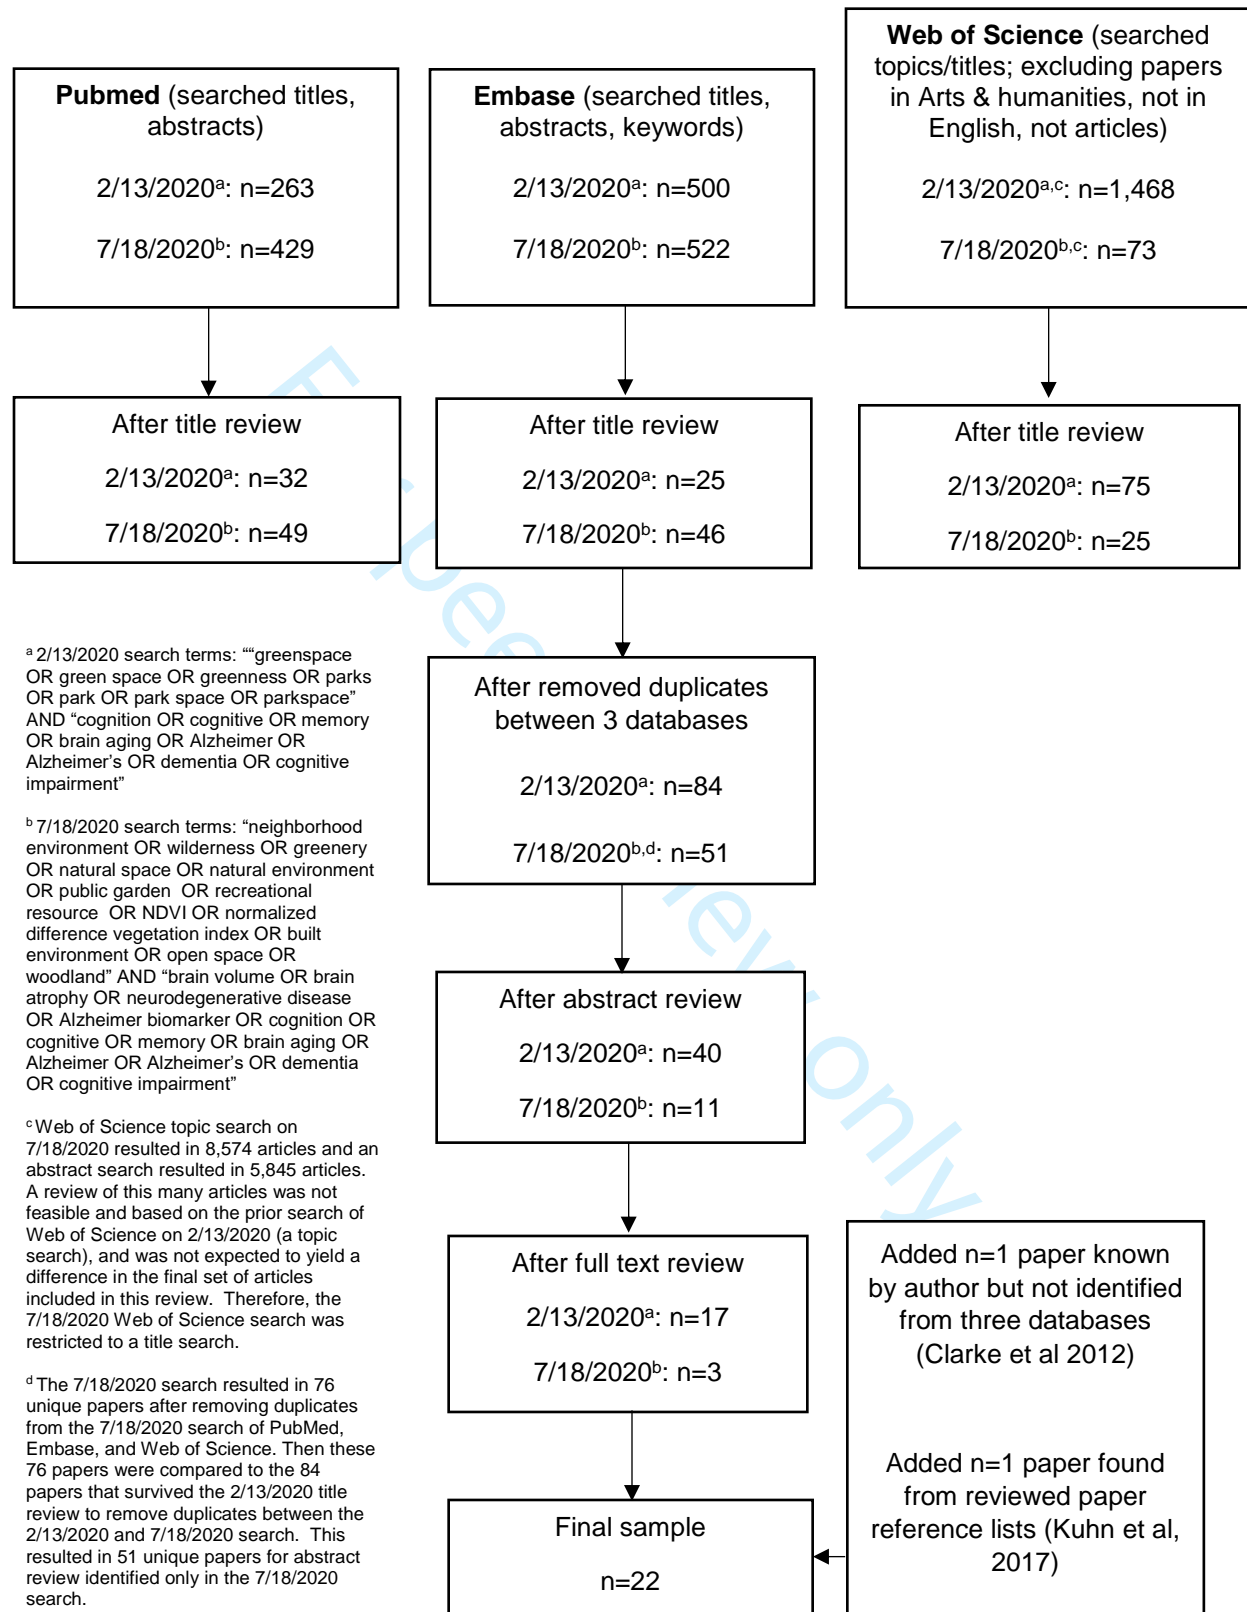 Pubmed (searched titles,
abstracts)
2/13/2020a: n=263
7/18/2020b: n=429
Embase (searched titles,
abstracts, keywords)
2/13/2020a: n=500
7/18/2020b: n=522
Web of Science (searched
topics/titles; excluding papers
in Arts & humanities, not in
English, not articles)
2/13/2020a,c: n=1,468
7/18/2020b,c: n=73
After title review
2/13/2020a: n=32
7/18/2020b: n=49
After title review
2/13/2020a: n=25
7/18/2020b: n=46
After title review
2/13/2020a: n=75
7/18/2020b: n=25
After removed duplicates
between 3 databases
2/13/2020a: n=84
7/18/2020b,d: n=51
After abstract review
2/13/2020a: n=40
7/18/2020b: n=11
After full text review
2/13/2020a: n=17
7/18/2020b: n=3
Added n=1 paper known
by author but not identified
from three databases
(Clarke et al 2012)
Added n=1 paper found
from reviewed paper
reference lists (Kuhn et al,
2017)
Final sample
n=22
a 2/13/2020 search terms: ““greenspace
OR green space OR greenness OR parks
OR park OR park space OR parkspace”
AND “cognition OR cognitive OR memory
OR brain aging OR Alzheimer OR
Alzheimer’s OR dementia OR cognitive
impairment”
b 7/18/2020 search terms: “neighborhood
environment OR wilderness OR greenery
OR natural space OR natural environment
OR public garden OR recreational
resource OR NDVI OR normalized
difference vegetation index OR built
environment OR open space OR
woodland” AND “brain volume OR brain
atrophy OR neurodegenerative disease
OR Alzheimer biomarker OR cognition OR
cognitive OR memory OR brain aging OR
Alzheimer OR Alzheimer’s OR dementia
OR cognitive impairment”
c Web of Science topic search on
7/18/2020 resulted in 8,574 articles and an
abstract search resulted in 5,845 articles.
A review of this many articles was not
feasible and based on the prior search of
Web of Science on 2/13/2020 (a topic
search), and was not expected to yield a
difference in the final set of articles
included in this review. Therefore, the
7/18/2020 Web of Science search was
restricted to a title search.
d The 7/18/2020 search resulted in 76
unique papers after removing duplicates
from the 7/18/2020 search of PubMed,
Embase, and Web of Science. Then these
76 papers were compared to the 84
papers that survived the 2/13/2020 title
review to remove duplicates between the
2/13/2020 and 7/18/2020 search. This
resulted in 51 unique papers for abstract
review identified only in the 7/18/2020
search.